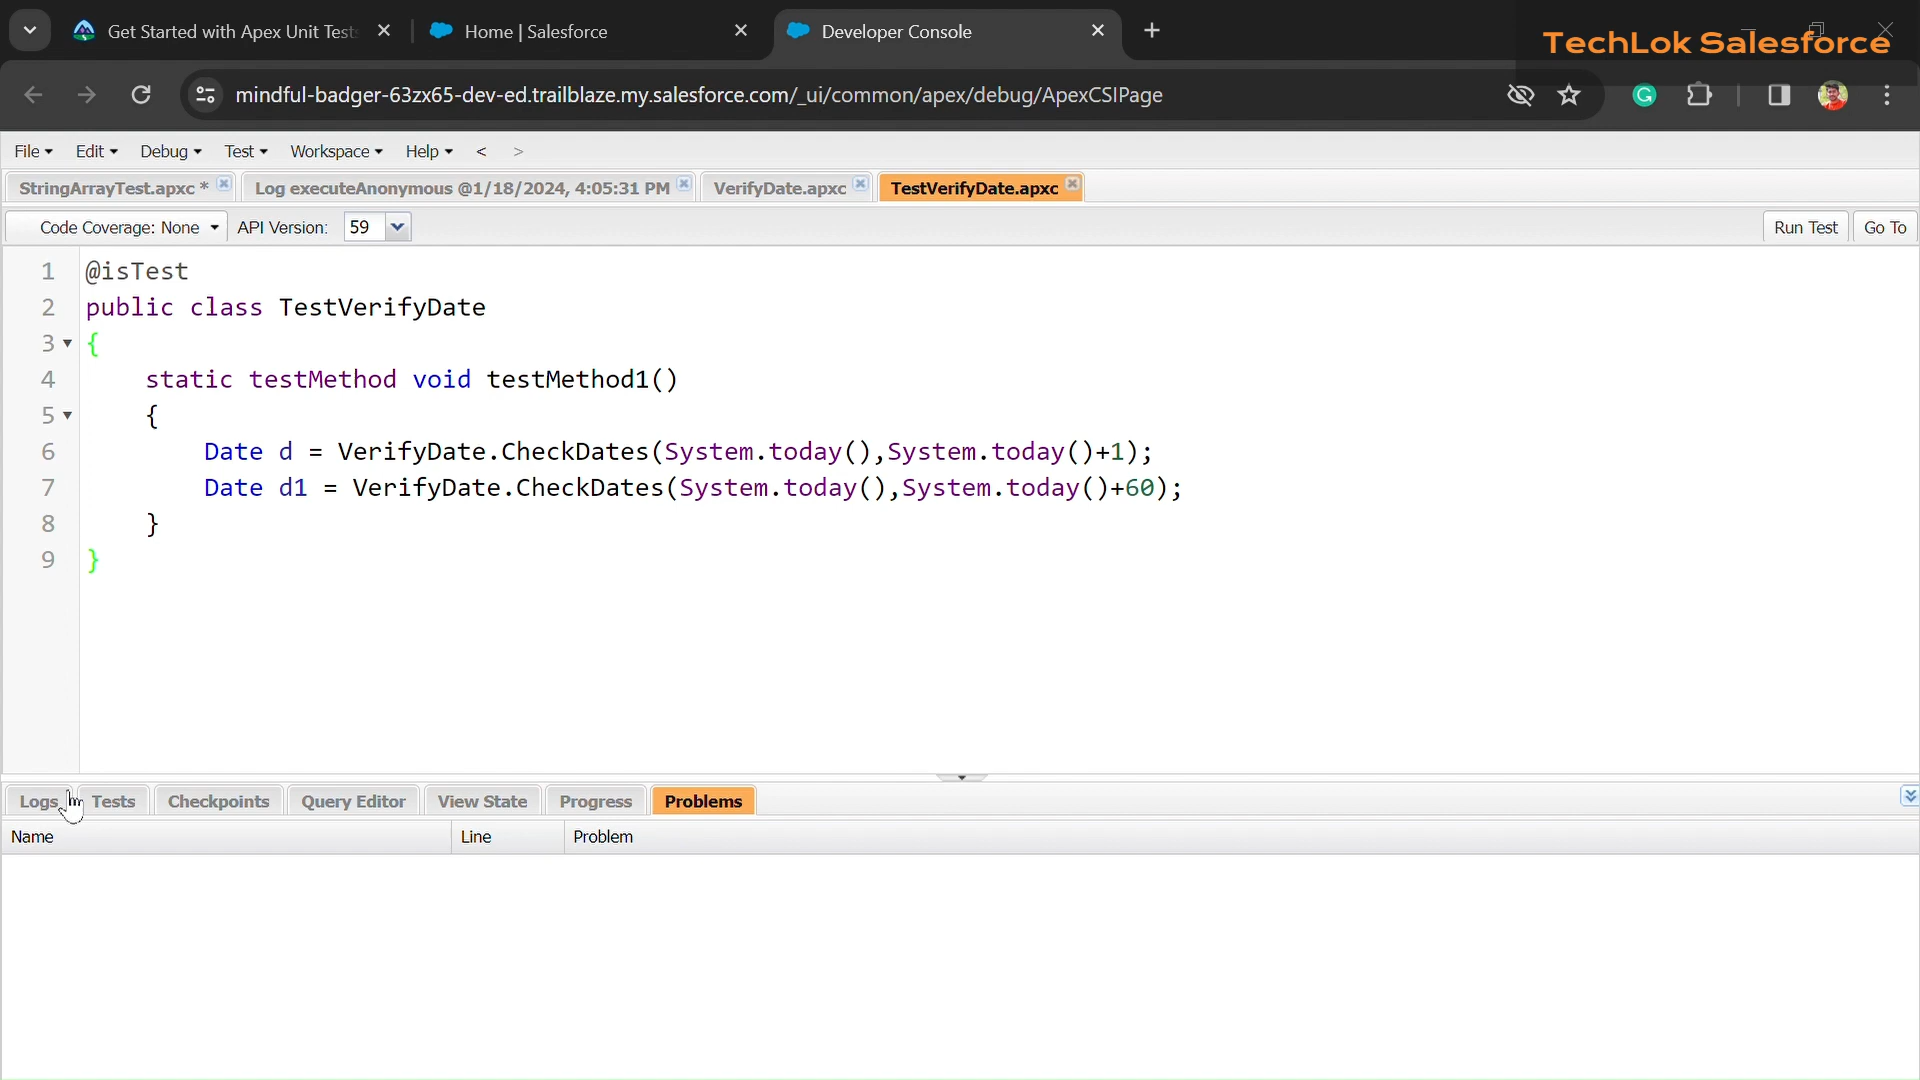 Get Started with Apex Unit Tests
Home | Salesforce
Developer Console
TechLok Salesforce
mindful-badger-63zx65-dev-ed.trailblaze.my.salesforce.com/_ui/common/apex/debug/ApexCSIPage
File Edit Debug Test Workspace Help < >
StringArrayTest.apxc * Log executeAnonymous @1/18/2024, 4:05:31 PM VerifyDate.apxc TestVerifyDate.apxc
Code Coverage: None API Version: 59 Run Test Go To
1 @isTest
2 public class TestVerifyDate
3 {
4 static testMethod void testMethod1()
5 {
6 Date d = VerifyDate.CheckDates(System.today(),System.today()+1);
7 Date d1 = VerifyDate.CheckDates(System.today(),System.today()+60);
8 }
9 }
Logs Tests Checkpoints Query Editor View State Progress Problems
Name Line Problem